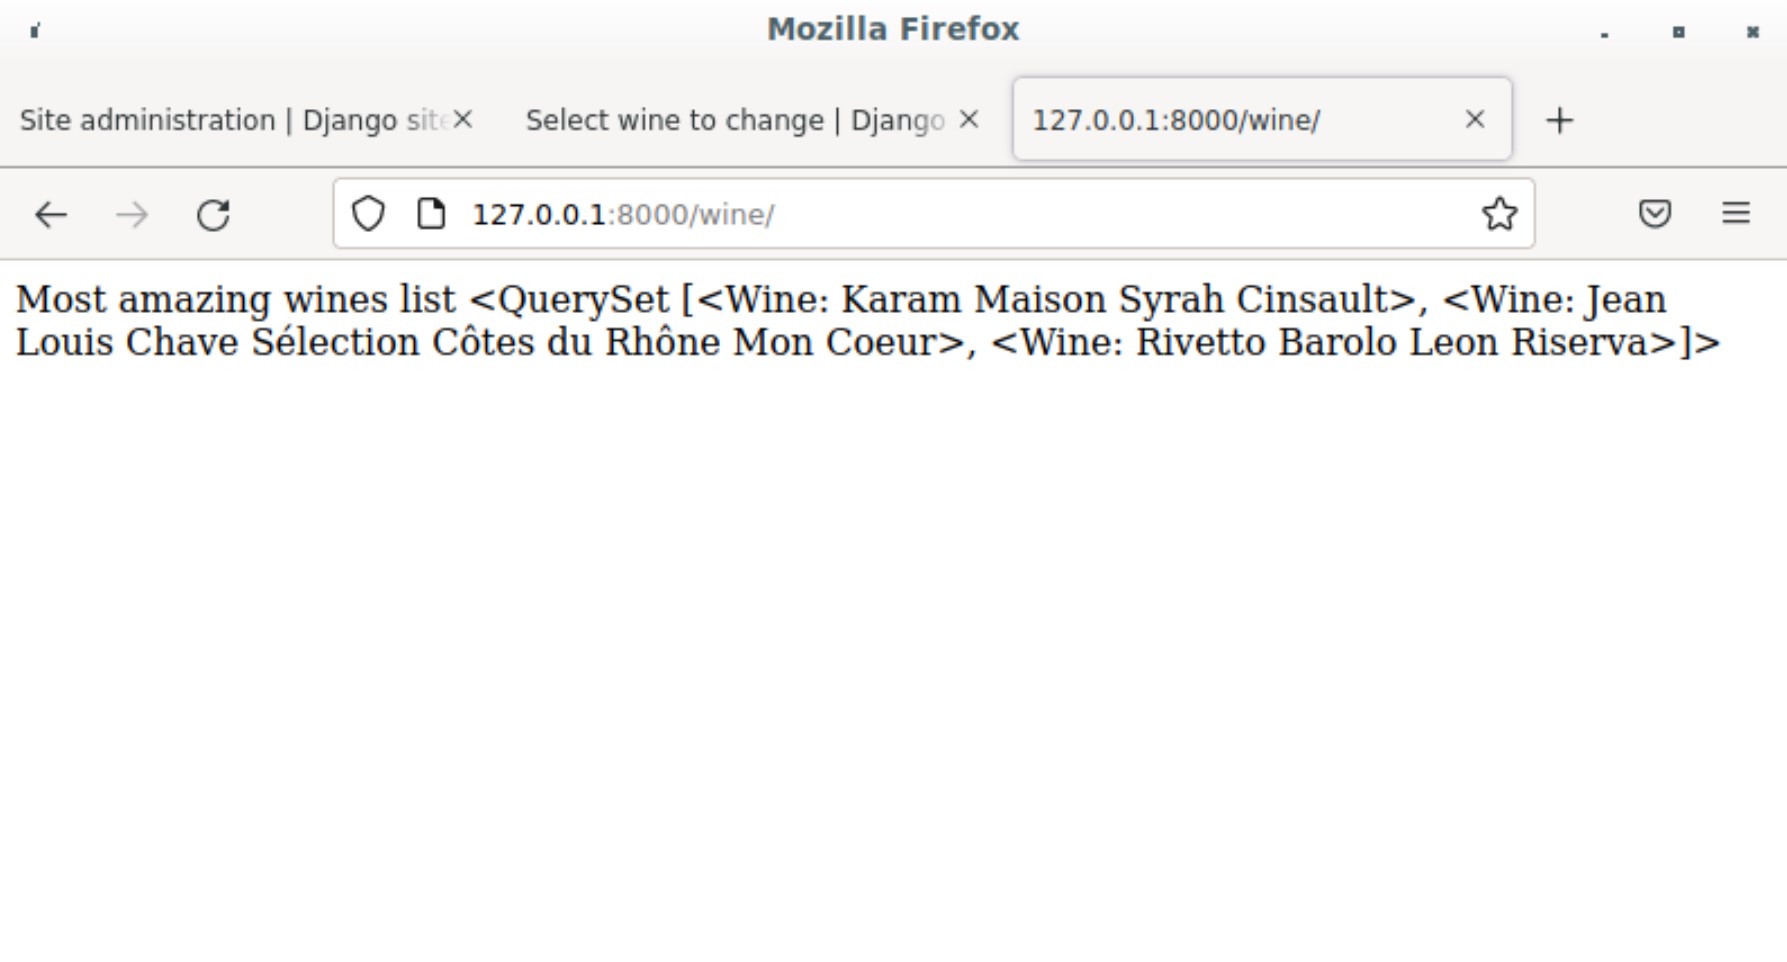 Mozilla Firefox
Site administration | Django site
Select wine to change | Django
127.0.0.1:8000/wine/
127.0.0.1:8000/wine/
Most amazing wines list <QuerySet [<Wine: Karam Maison Syrah Cinsault>, <Wine: Jean
Louis Chave Sélection Côtes du Rhône Mon Coeur>, <Wine: Rivetto Barolo Leon Riserva>]>